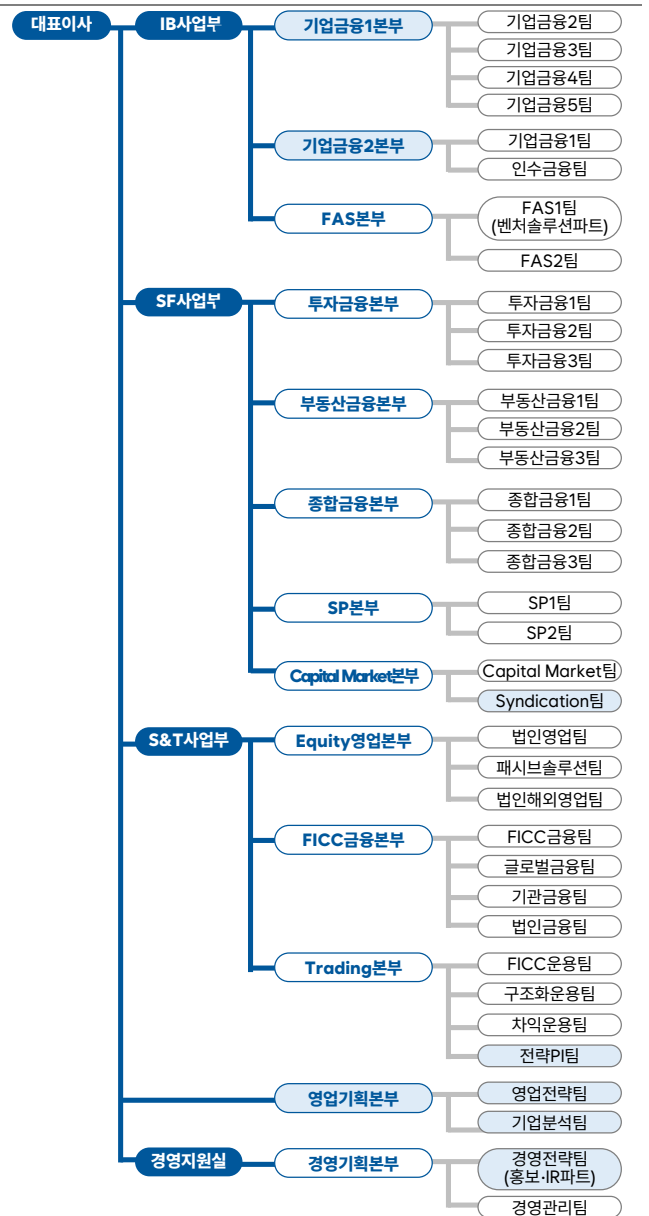 대표이사
IB사업부
기업금융1본부
기업금융2팀
기업금융3팀
기업금융4팀
기업금융5팀
기업금융2본부
기업금융1팀
인수금융팀
FAS본부
FAS1팀
(벤처솔루션파트)
FAS2팀
SF사업부
투자금융본부
투자금융1팀
투자금융2팀
투자금융3팀
부동산금융본부
부동산금융1팀
부동산금융2팀
부동산금융3팀
종합금융본부
종합금융1팀
종합금융2팀
종합금융3팀
SP본부
SP1팀
SP2팀
Capital Market본부
Capital Market팀
Syndication팀
S&T사업부
Equity영업본부
법인영업팀
패시브솔루션팀
법인해외영업팀
FICC금융본부
FICC금융팀
글로벌금융팀
기관금융팀
법인금융팀
Trading본부
FICC운용팀
구조화운용팀
차익운용팀
전략PI팀
영업기획본부
영업전략팀
기업분석팀
경영지원실
경영기획본부
경영전략팀
(홍보·IR파트)
경영관리팀